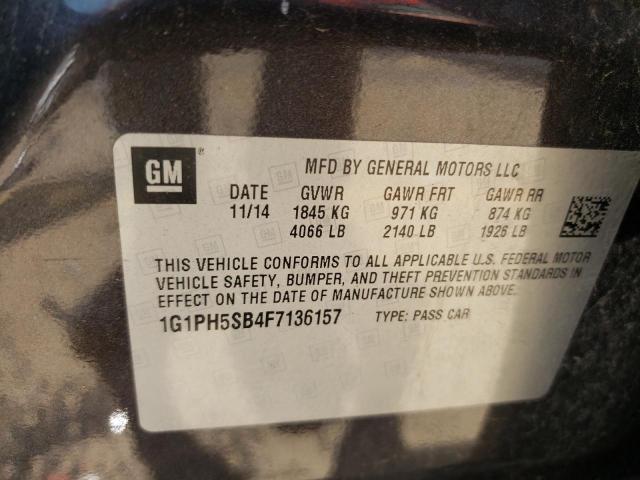 GM®
MFD BY GENERAL MOTORS LLC
DATE GVWR GAWR FRT GAWR RR
11/14 1845 KG 971 KG 874 KG
4066 LB 2140 LB 1926 LB
THIS VEHICLE CONFORMS TO ALL APPLICABLE U.S. FEDERAL MOTOR
VEHICLE SAFETY, BUMPER, AND THEFT PREVENTION STANDARDS IN
EFFECT ON THE DATE OF MANUFACTURE SHOWN ABOVE.
1G1PH5SB4F7136157 TYPE: PASS CAR